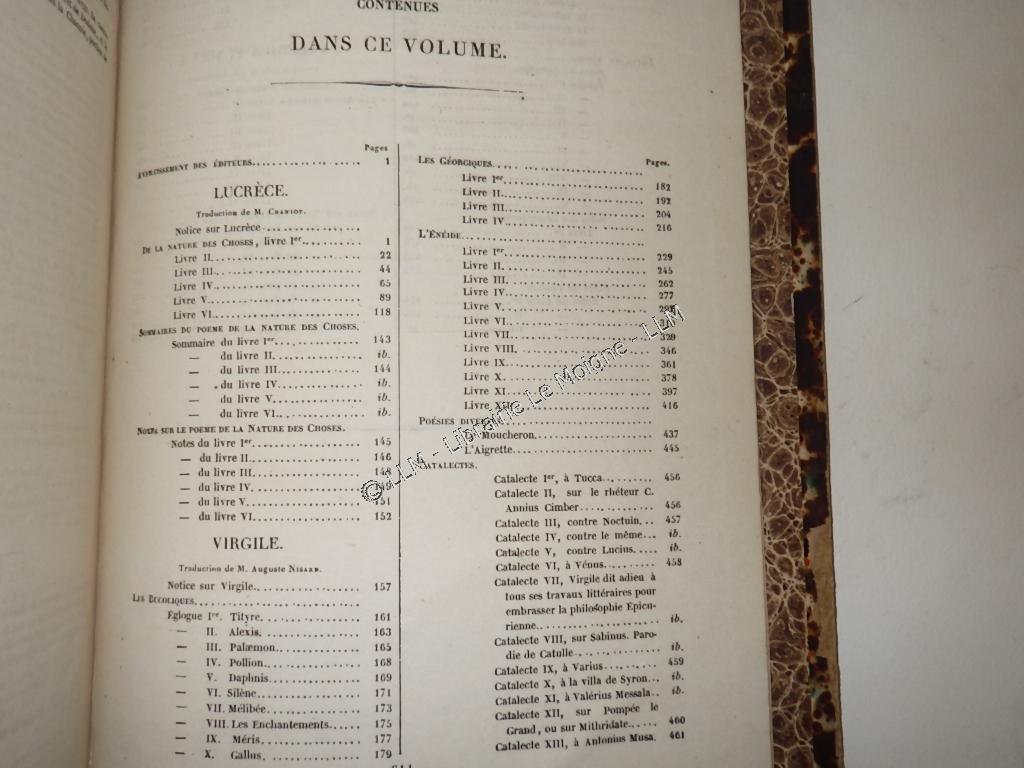 CONTENUES
DANS CE VOLUME.
Pages
AVERTISSEMENT DES ÉDITEURS.................... 1
LUCRÈCE.
Traduction de M. CHANIOT.
Notice sur Lucrèce...................
DE LA NATURE DES CHOSES, livre Ier........... 1
Livre II........................... 22
Livre III.......................... 44
Livre IV........................... 65
Livre V............................ 89
Livre VI........................... 118
SOMMAIRES DU POEME DE LA NATURE DES CHOSES.
Sommaire du livre Ier............... 143
— du livre II................ ib.
— du livre III............... 144
— du livre IV................ ib.
— du livre V................. ib.
— du livre VI................ ib.
NOTES SUR LE POEME DE LA NATURE DES CHOSES.
Notes du livre Ier................... 145
— du livre II................... 146
— du livre III.................. 148
— du livre IV................... 149
— du livre V.................... 151
— du livre VI................... 152
VIRGILE.
Traduction de M. Auguste NISARD.
Notice sur Virgile................... 157
LES BUCOLIQUES.............................
Églogue Ire. Tityre.................. 161
— II. Alexis.................. 163
— III. Palæmon................ 165
— IV. Pollion................. 168
— V. Daphnis.................. 169
— VI. Silène.................. 171
— VII. Mélibée................ 173
— VIII. Les Enchantements..... 175
— IX. Méris................... 177
— X. Gallus................... 179
Pages.
LES GÉORGIQUES.............................
Livre Ier........................... 182
Livre II............................ 192
Livre III........................... 204
Livre IV............................ 216
L'ÉNÉIDE...................................
Livre Ier........................... 229
Livre II............................ 245
Livre III........................... 262
Livre IV............................ 277
Livre V.............................
Livre VI............................
Livre VII........................... 329
Livre VIII.......................... 346
Livre IX............................ 361
Livre X............................. 378
Livre XI............................ 397
Livre XII........................... 416
POÉSIES
Moucheron....................... 437
L'Aigrette.......................... 445
CATALECTES.
Catalecte Ier, à Tucca.......... 456
Catalecte II, sur le rhéteur C.
Annius Cimber............... 456
Catalecte III, contre Noctuin... 457
Catalecte IV, contre le même... ib.
Catalecte V, contre Lucius..... ib.
Catalecte VI, à Vénus.......... 458
Catalecte VII, Virgile dit adieu à
tous ses travaux littéraires pour
embrasser la philosophie Épicu-
rienne........................ ib.
Catalecte VIII, sur Sabinus. Paro-
die de Catulle................ ib.
Catalecte IX, à Varius.......... 459
Catalecte X, à la villa de Syron... ib.
Catalecte XI, à Valérius Messala.. ib.
Catalecte XII, sur Pompée le
Grand, ou sur Mithridate...... 460
Catalecte XIII, à Antonius Musa. 461
© LLM - Librairie Le Moigne - LLM